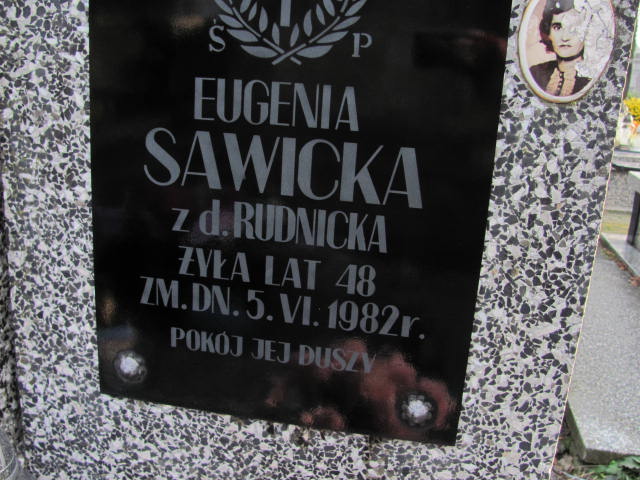 Ś P
EUGENIA
SAWICKA
z d. RUDNICKA
ŻYŁA LAT 48
ZM. DN. 5. VI. 1982r.
POKÓJ JEJ DUSZY